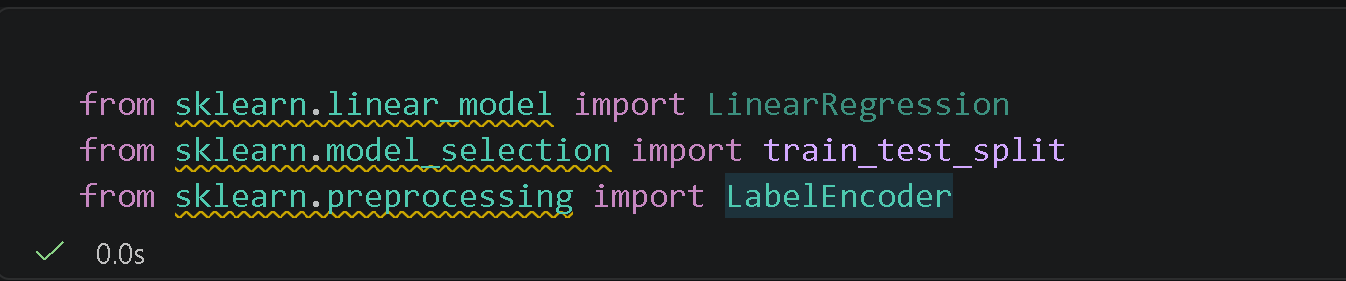 from sklearn.linear_model import LinearRegression
from sklearn.model_selection import train_test_split
from sklearn.preprocessing import LabelEncoder
0.0s